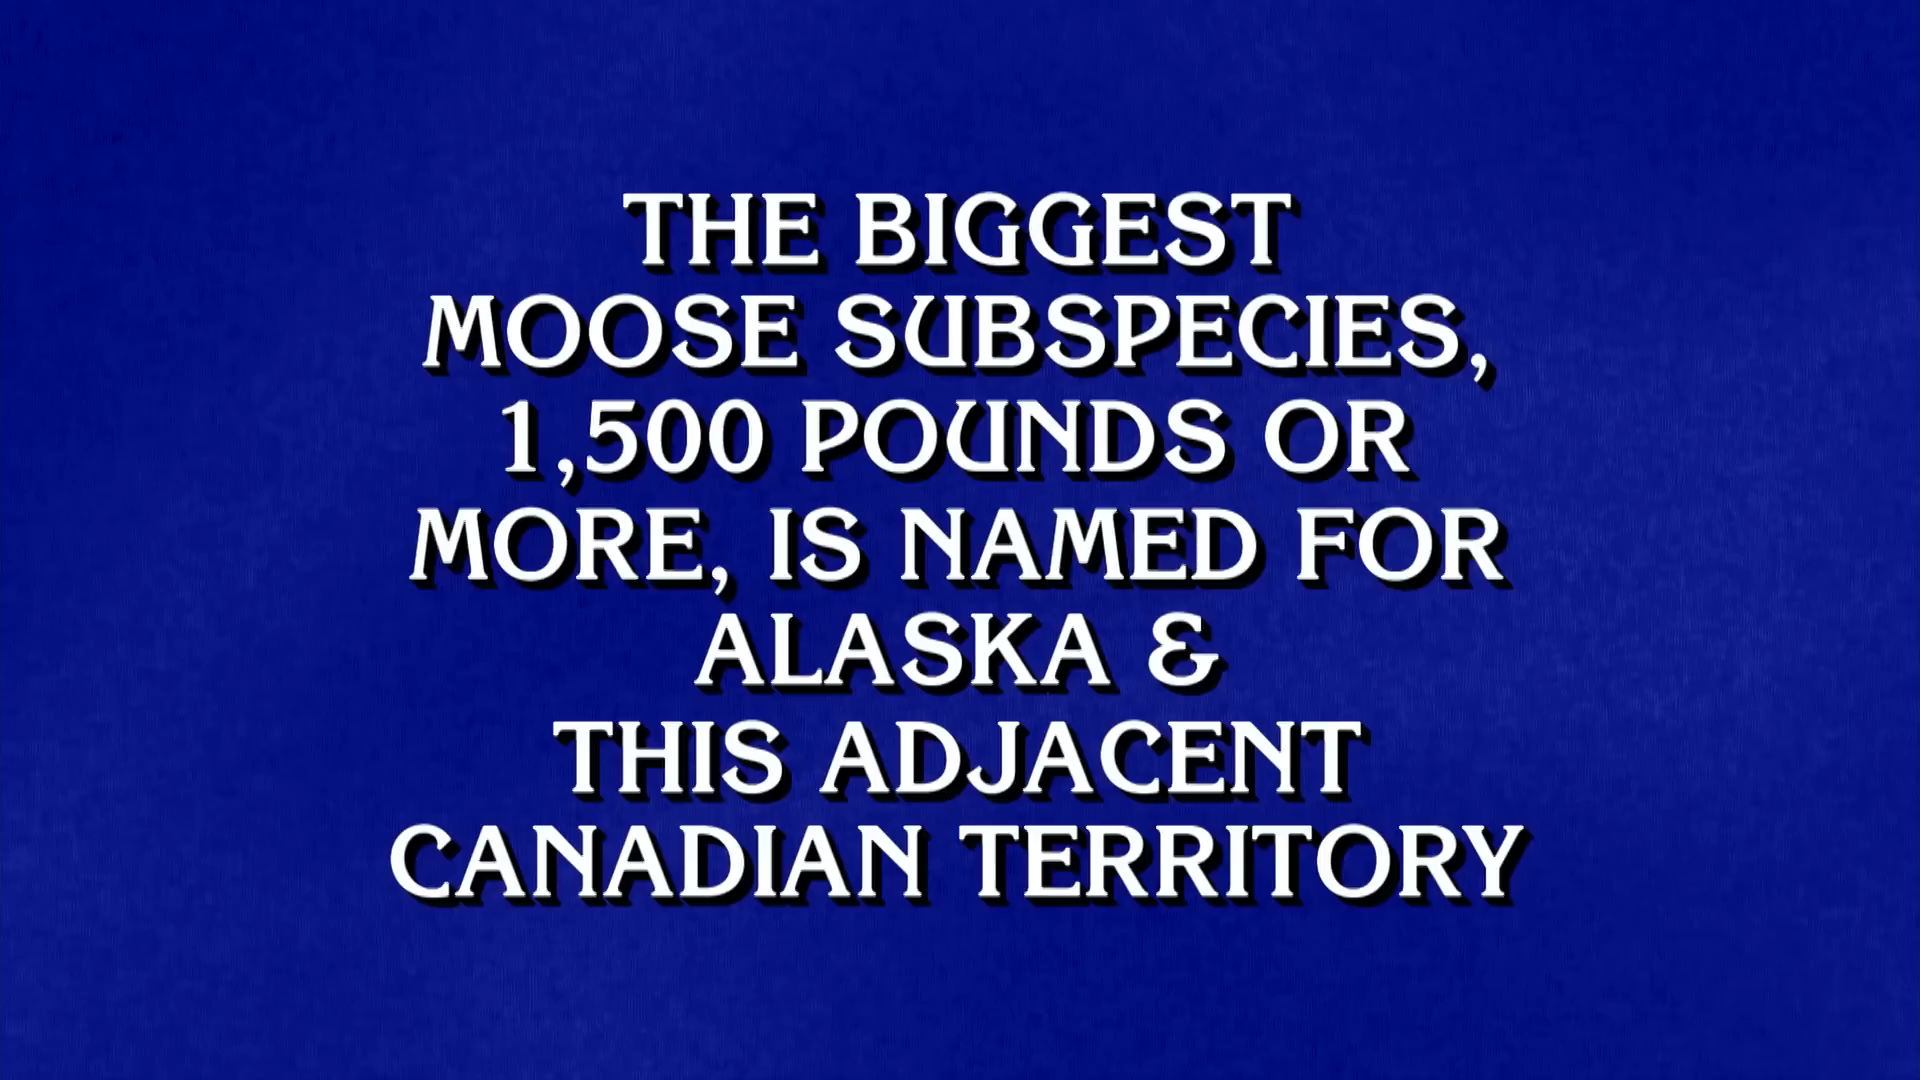 THE BIGGEST
MOOSE SUBSPECIES,
1,500 POUNDS OR
MORE, IS NAMED FOR
ALASKA &
THIS ADJACENT
CANADIAN TERRITORY